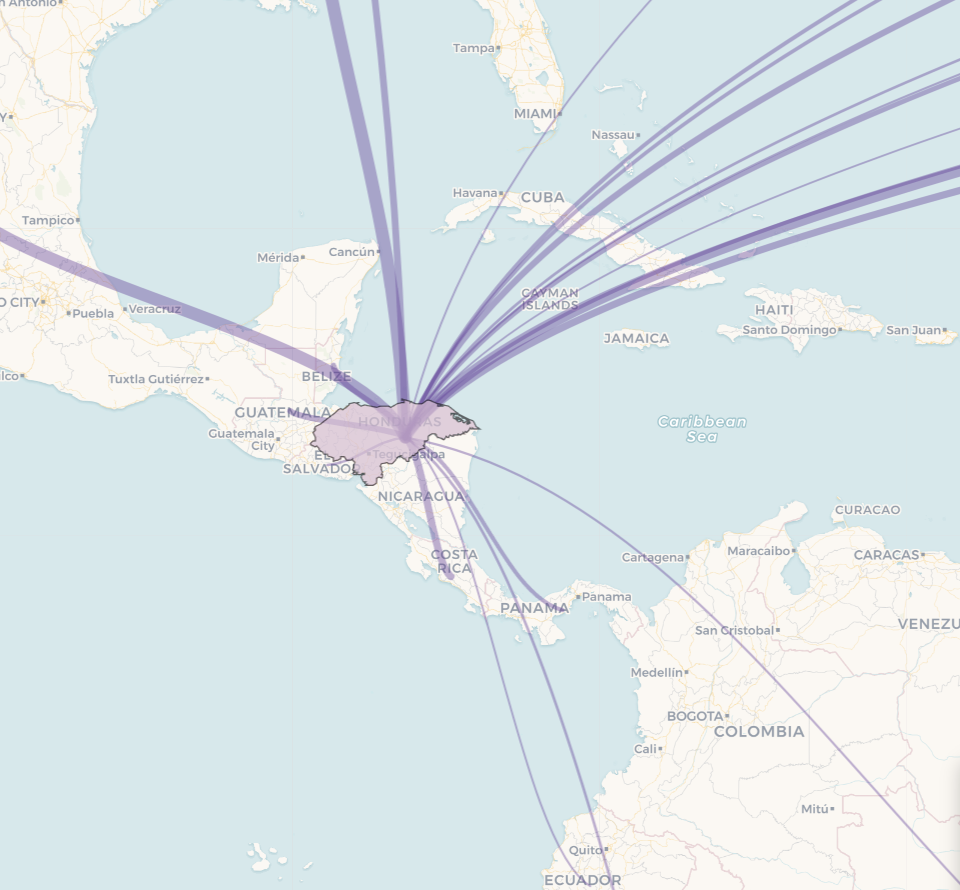 n Antonio
Tampa
MIAMI
Y
Nassau
Havana
CUBA
Tampico
Mérida
Cancún
O CITY
Puebla
Veracruz
CAYMAN
ISLANDS
HAITI
JAMAICA
Santo Domingo
San Juan
lco
Tuxtla Gutiérrez
BELIZE
GUATEMALA
HONDURAS
Guatemala
City
Caribbean
Sea
EL
SALVADOR
Tegucigalpa
NICARAGUA
CURACAO
COSTA
RICA
Cartagena
Maracaibo
CARACAS
PANAMA
Panama
San Cristobal
VENEZU
Medellín
BOGOTA
COLOMBIA
Cali
Mitú
Quito
ECUADOR